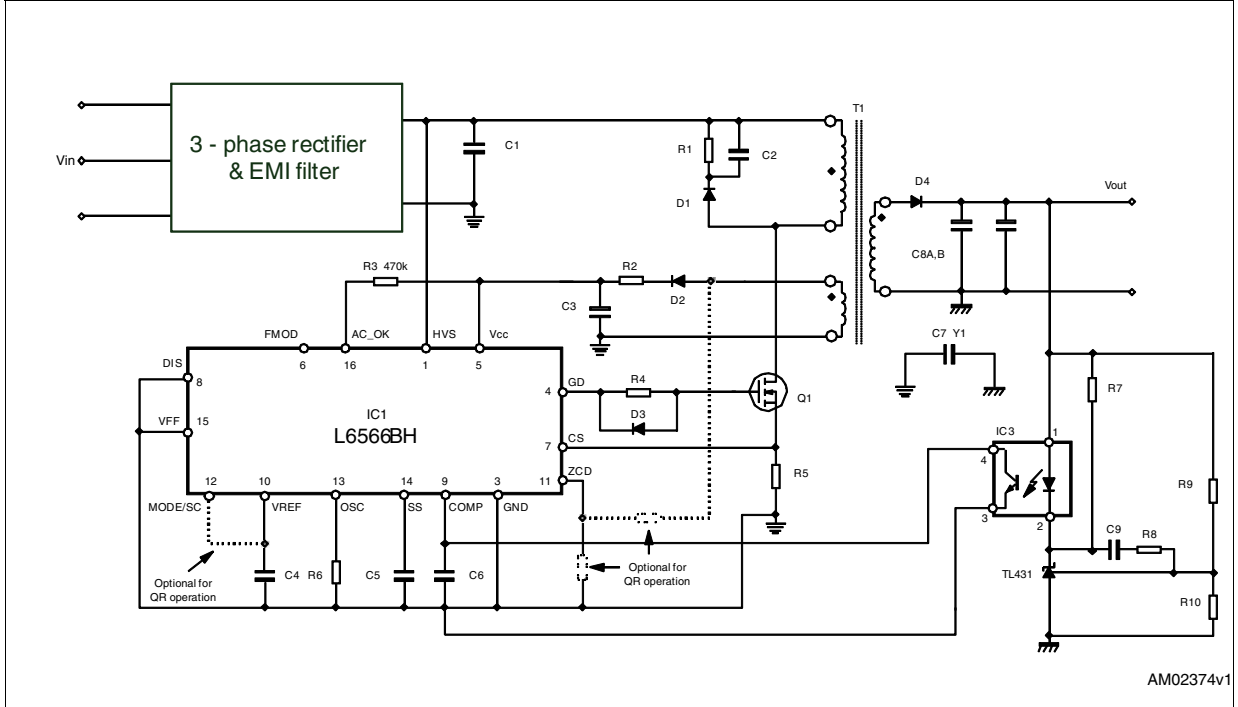 T1
3 - phase rectifier
& EMI filter
Vin
C1
R1
C2
D1
D4
Vout
C8A,B
R3 470k
R2
D2
C3
C7 Y1
FMOD
AC_OK
HVS
Vcc
6
16
1
5
DIS
8
VFF
15
IC1
L6566BH
4
GD
R4
D3
Q1
7
CS
ZCD
11
R5
12
10
13
14
9
3
MODE/SC
VREF
OSC
SS
COMP
GND
Optional for
QR operation
C4
R6
C5
C6
Optional for
QR operation
IC3
1
4
3
2
R7
R9
C9
R8
TL431
R10
AM02374v1